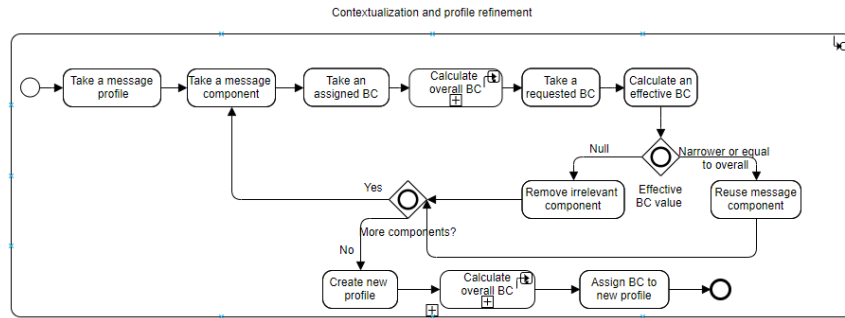 Contextualization and profile refinement
Take a message
profile
Take a message
component
Take an
assigned BC
Calculate
overall BC
Take a
requested BC
Calculate an
effective BC
Null
Narrower or equal
to overall
Effective
BC value
Remove irrelevant
component
Reuse message
component
Yes
More components?
No
Create new
profile
Calculate
overall BC
Assign BC to
new profile